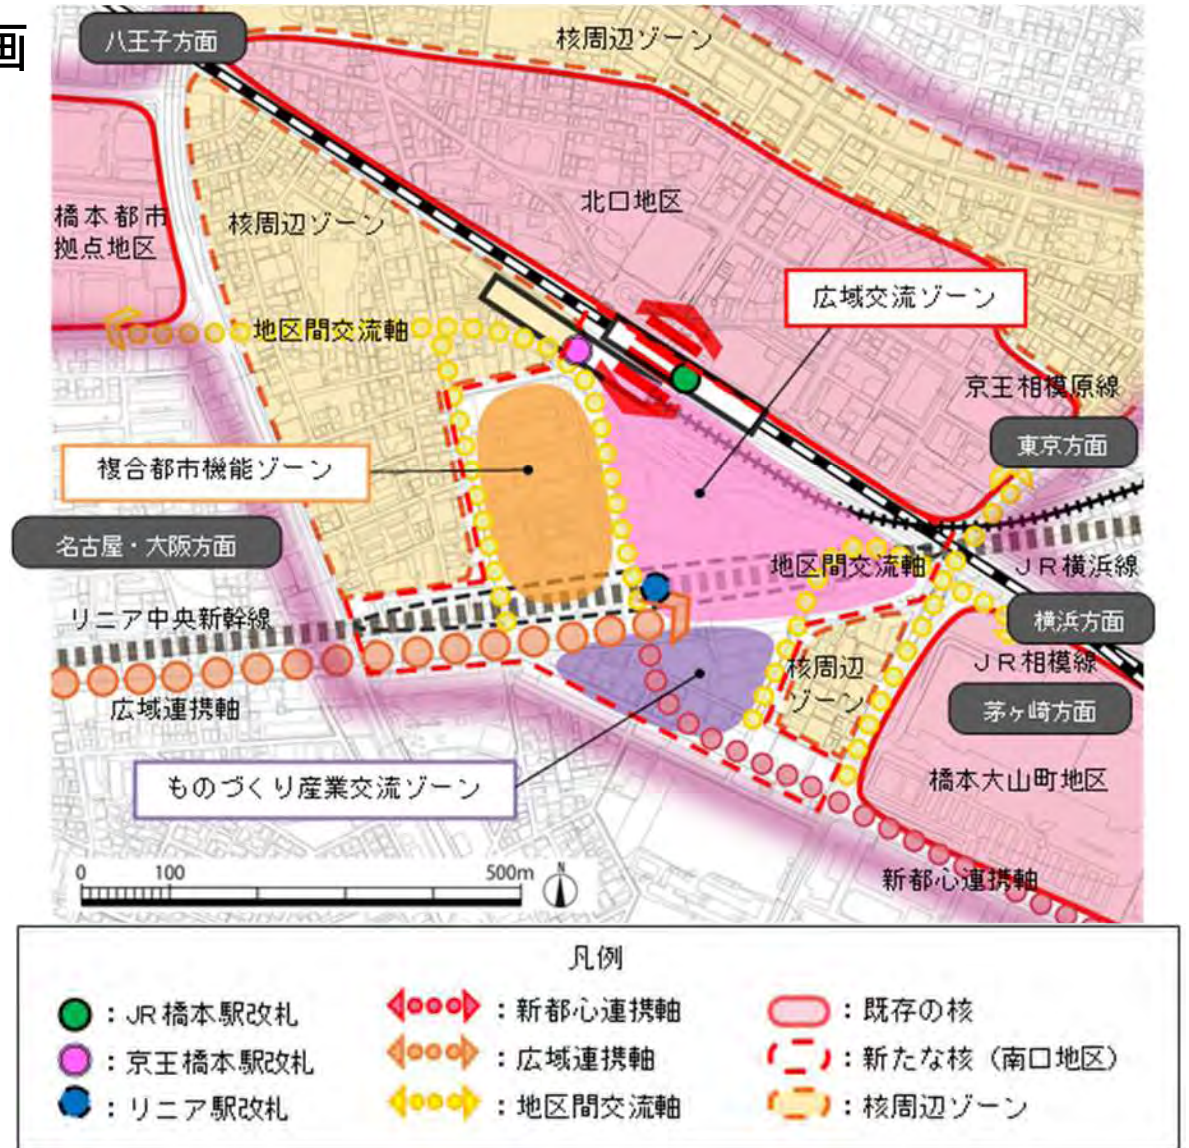 画
八王子方面
核周辺ゾーン
北口地区
橋本都市
拠点地区
核周辺ゾーン
広域交流ゾーン
地区間交流軸
京王相模原線
東京方面
複合都市機能ゾーン
名古屋・大阪方面
地区間交流軸
JR横浜線
リニア中央新幹線
横浜方面
JR相模線
核周辺
ゾーン
茅ヶ崎方面
広域連携軸
ものづくり産業交流ゾーン
橋本大山町地区
新都心連携軸
0 100 500m
N
凡例
：JR橋本駅改札
：新都心連携軸
：既存の核
：京王橋本駅改札
：広域連携軸
：新たな核（南口地区）
：リニア駅改札
：地区間交流軸
：核周辺ゾーン